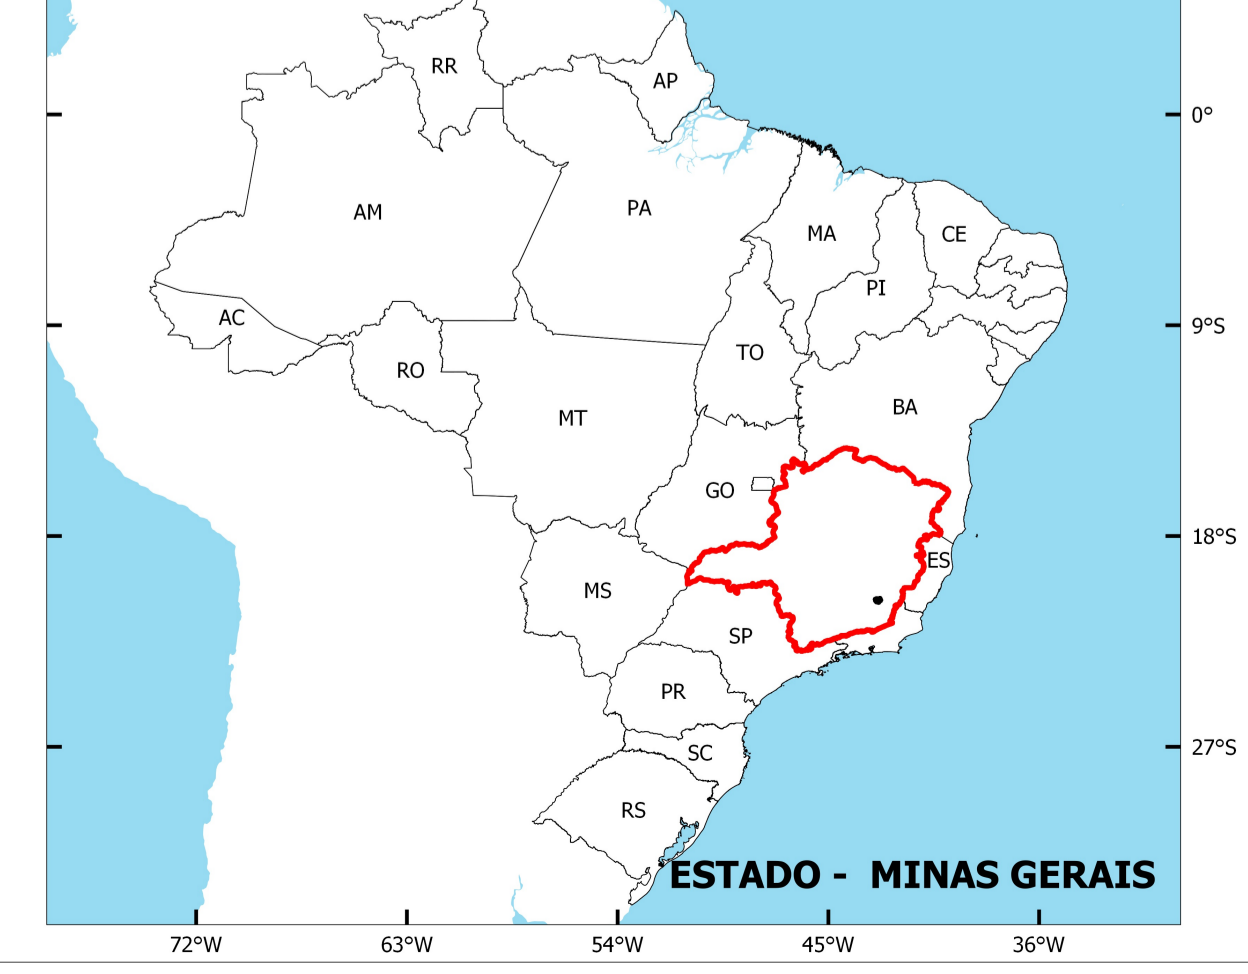 RR
AP
0°
AM
PA
MA
CE
PI
AC
9°S
TO
RO
BA
MT
GO
18°S
ES
MS
SP
PR
27°S
SC
RS
ESTADO - MINAS GERAIS
72°W
63°W
54°W
45°W
36°W